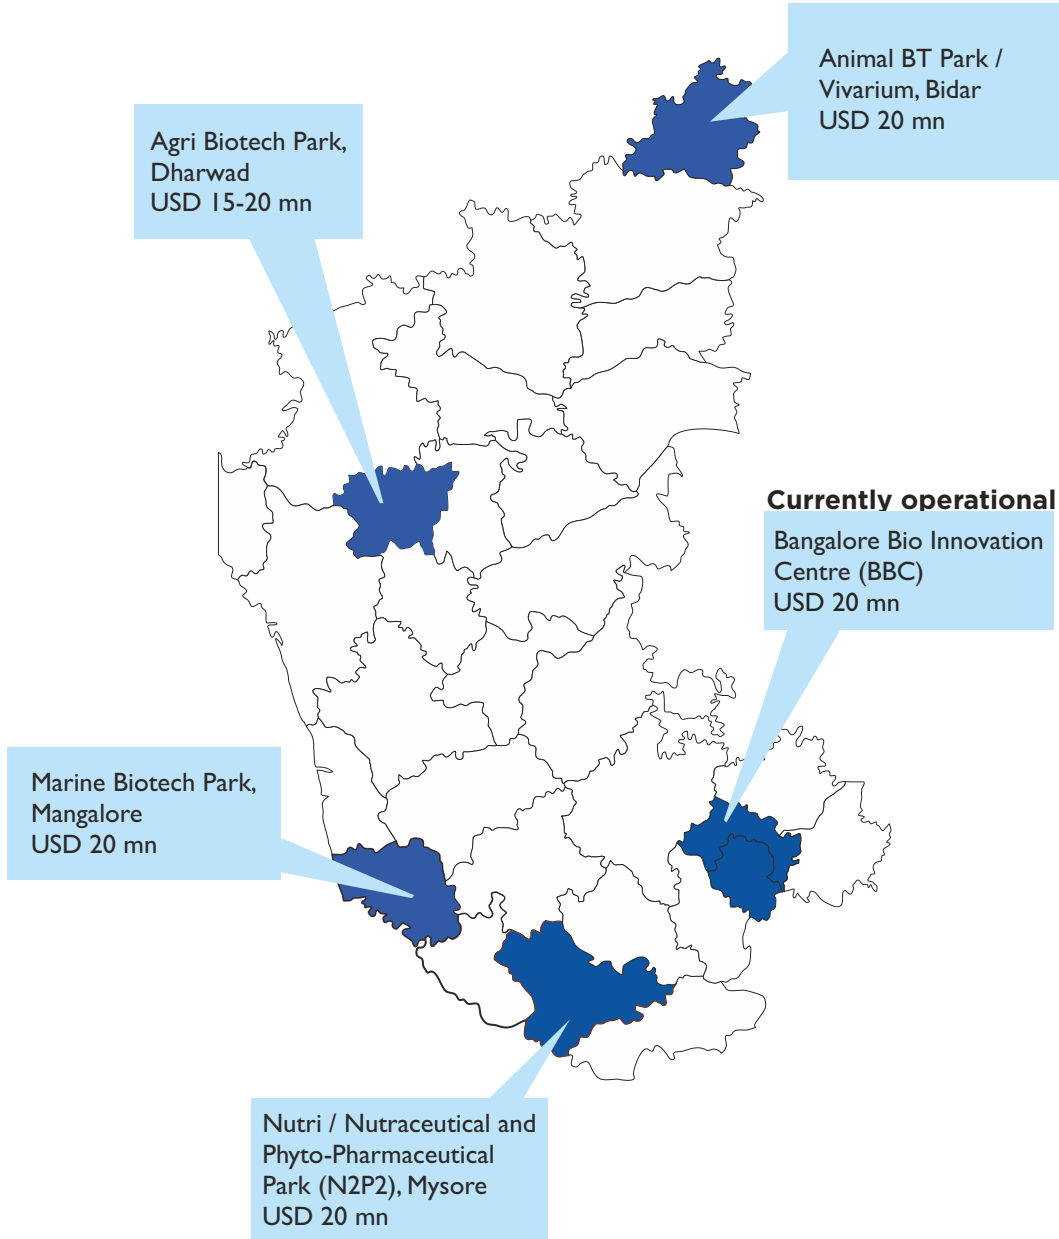 Animal BT Park /
Vivarium, Bidar
USD 20 mn
Agri Biotech Park,
Dharwad
USD 15-20 mn
Currently operational
Bangalore Bio Innovation
Centre (BBC)
USD 20 mn
Marine Biotech Park,
Mangalore
USD 20 mn
Nutri / Nutraceutical and
Phyto-Pharmaceutical
Park (N2P2), Mysore
USD 20 mn